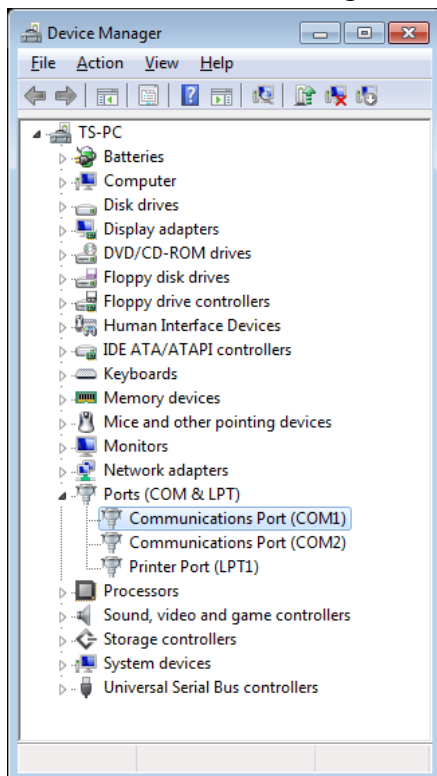 Device Manager
File Action View Help
TS-PC
Batteries
Computer
Disk drives
Display adapters
DVD/CD-ROM drives
Floppy disk drives
Floppy drive controllers
Human Interface Devices
IDE ATA/ATAPI controllers
Keyboards
Memory devices
Mice and other pointing devices
Monitors
Network adapters
Ports (COM & LPT)
Communications Port (COM1)
Communications Port (COM2)
Printer Port (LPT1)
Processors
Sound, video and game controllers
Storage controllers
System devices
Universal Serial Bus controllers